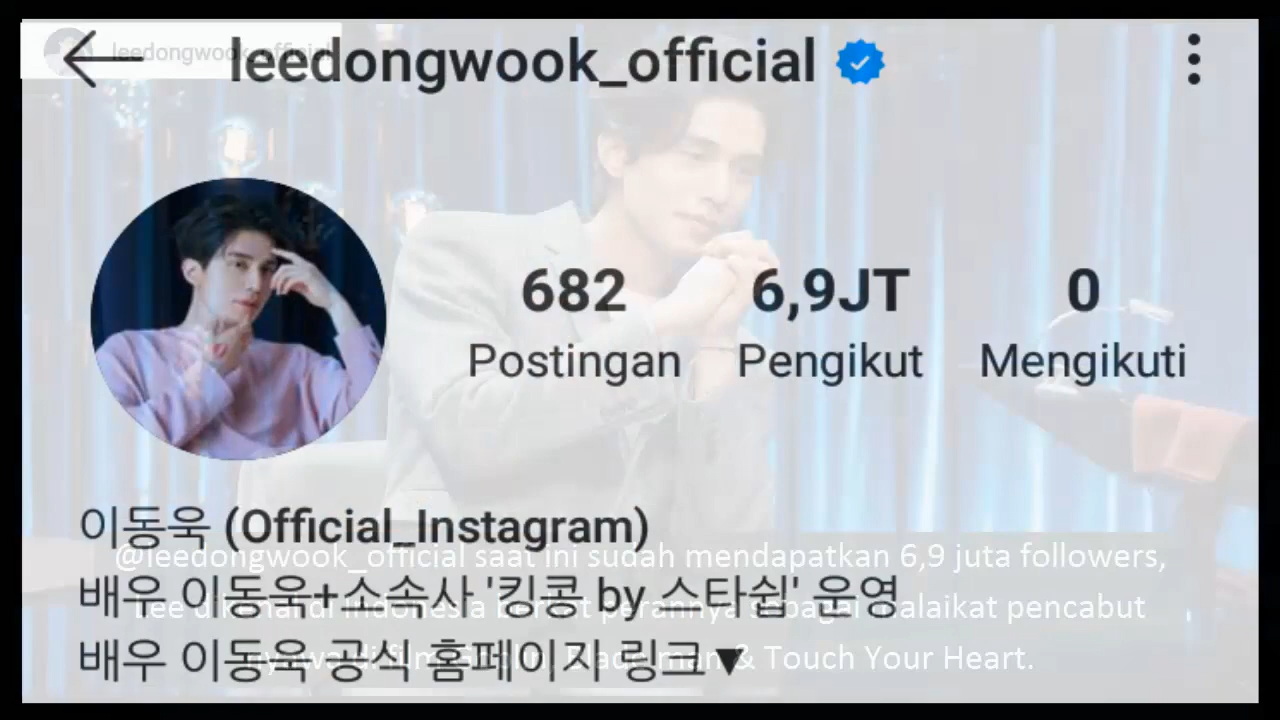 leedongwook_official
leedongwook_official
682
6,9JT
0
Postingan
Pengikut
Mengikuti
이동욱 (Official_Instagram)
@leedongwook_official saat ini sudah mendapatkan 6,9 juta followers,
배우 이동욱+소속사 '킹콩 by 스타쉽' 운영
Lee di Indonesia perannya sebagai malaikat pencabut
배우 이동욱 공식 홈페이지 링크▼
& Touch Your Heart.